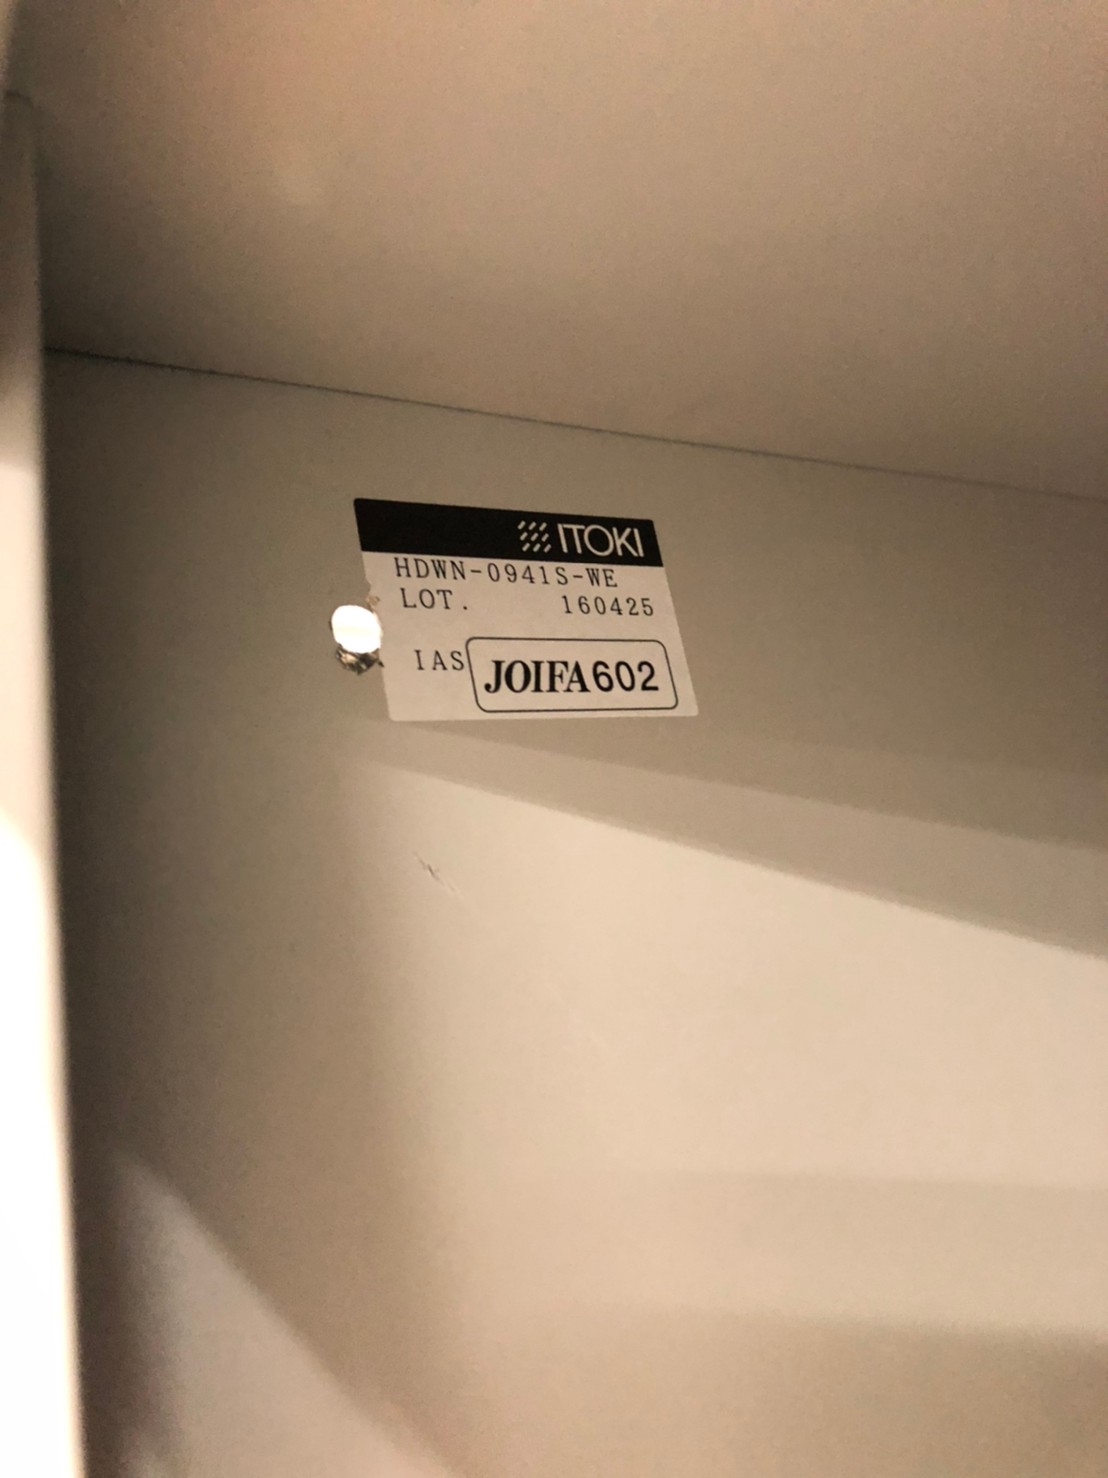 ITOKI
HDWN-0941S-WE
LOT. 160425
IAS JOIFA602